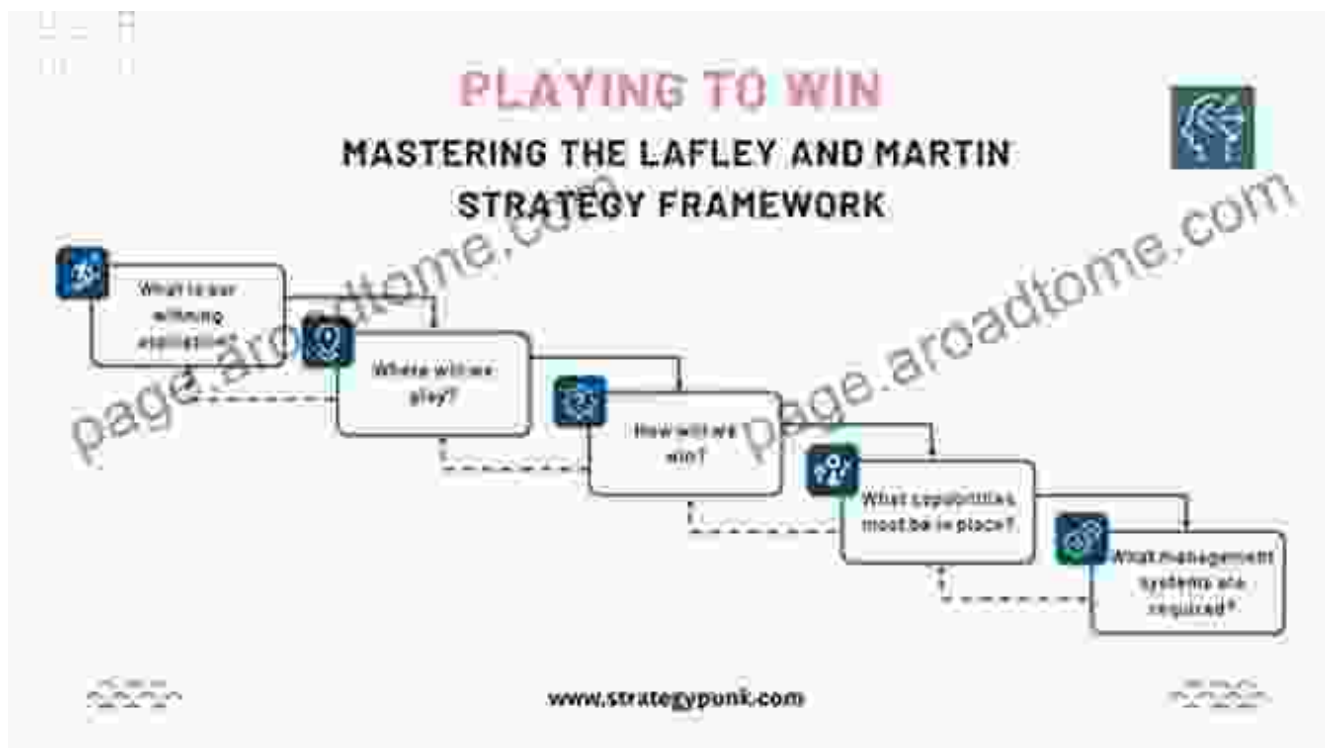 PLAYING TO WIN
MASTERING THE LAFLEY AND MARTIN
STRATEGY FRAMEWORK
What is our
winning
aspiration?
Where will we
play?
How will we
win?
What capabilities
must be in place?
What management
systems are
required?
www.strategypunk.com
page.aroadtome.com
page.aroadtome.com